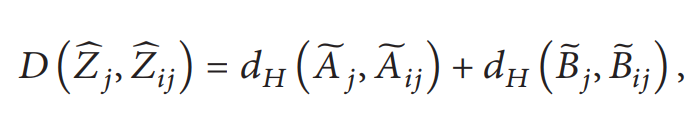 D(Ẑ_j, Ẑ_ij) = d_H(Ã_j, Ã_ij) + d_H(B̃_j, B̃_ij),